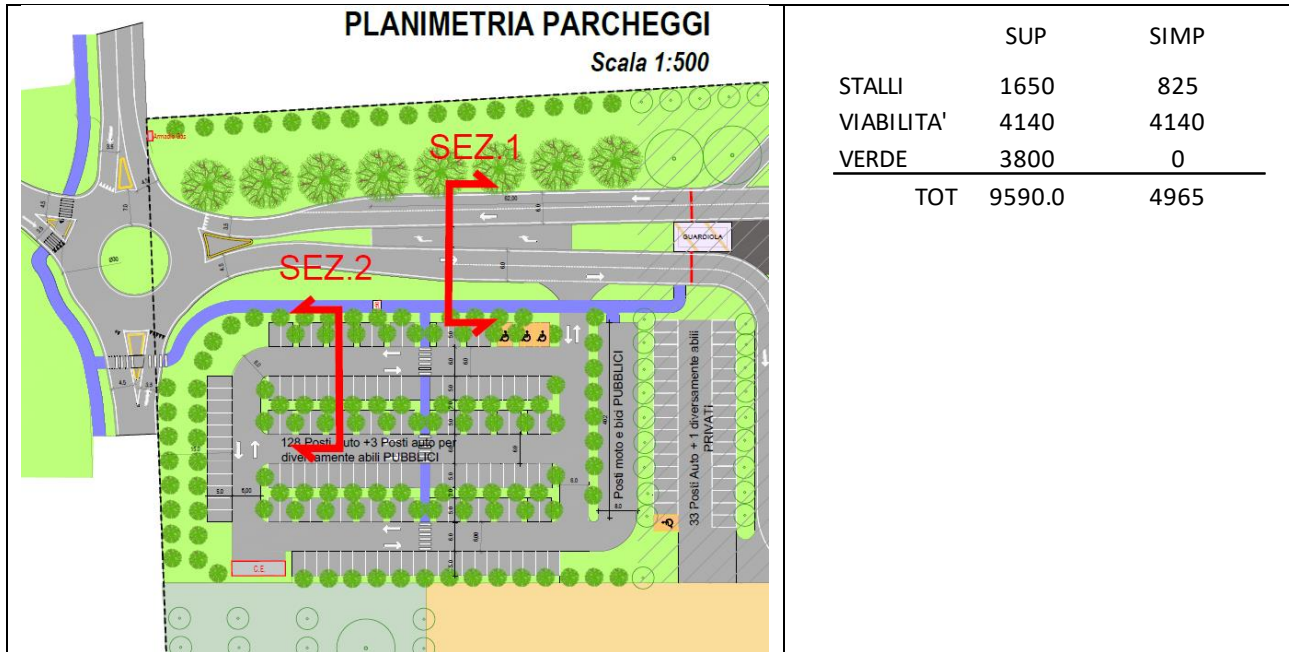 PLANIMETRIA PARCHEGGI
Scala 1:500
SEZ.1
GUARDIOLA
SEZ.2
128 Posti Auto +3 Posti auto per
diversamente abili PUBBLICI
Posti moto e bici PUBBLICI
33 Posti Auto + 1 diversamente abili
PRIVATI
C.E.
SUP SIMP
STALLI 1650 825
VIABILITA' 4140 4140
VERDE 3800 0
TOT 9590.0 4965